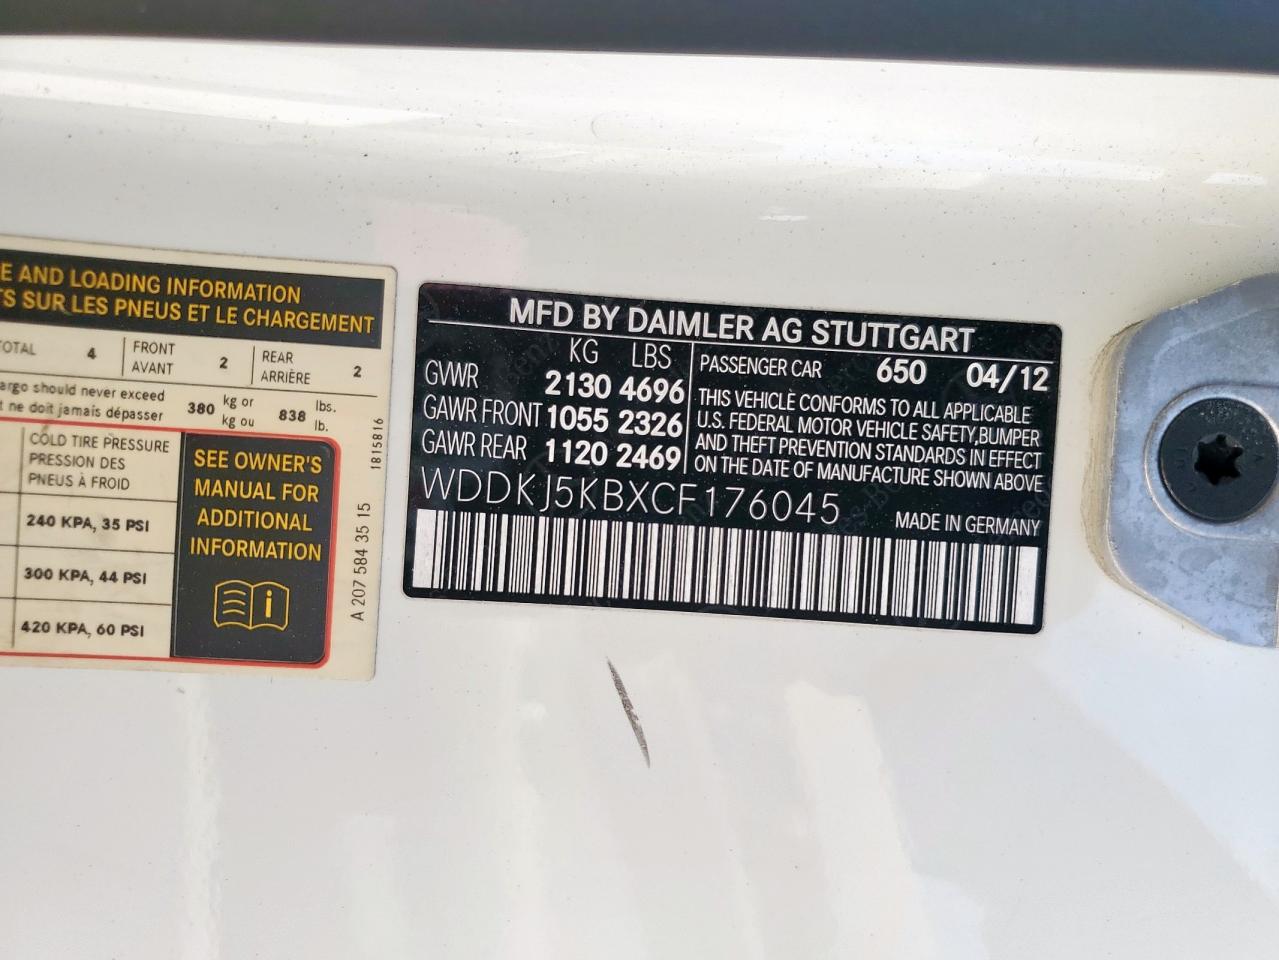 E AND LOADING INFORMATION
TS SUR LES PNEUS ET LE CHARGEMENT
TOTAL 4 FRONT AVANT 2 REAR ARRIÈRE 2
argo should never exceed
t ne doit jamais dépasser
380 kg or kg ou 838 lbs. lb.
COLD TIRE PRESSURE
PRESSION DES
PNEUS À FROID
240 KPA, 35 PSI
300 KPA, 44 PSI
420 KPA, 60 PSI
SEE OWNER'S
MANUAL FOR
ADDITIONAL
INFORMATION
i
1815816
A 207 584 35 15
MFD BY DAIMLER AG STUTTGART
KG LBS
GWWR 2130 4696
GAWR FRONT 1055 2326
GAWR REAR 1120 2469
PASSENGER CAR 650 04/12
THIS VEHICLE CONFORMS TO ALL APPLICABLE
U.S. FEDERAL MOTOR VEHICLE SAFETY, BUMPER
AND THEFT PREVENTION STANDARDS IN EFFECT
ON THE DATE OF MANUFACTURE SHOWN ABOVE
WDDKJ5KBXCF176045
MADE IN GERMANY